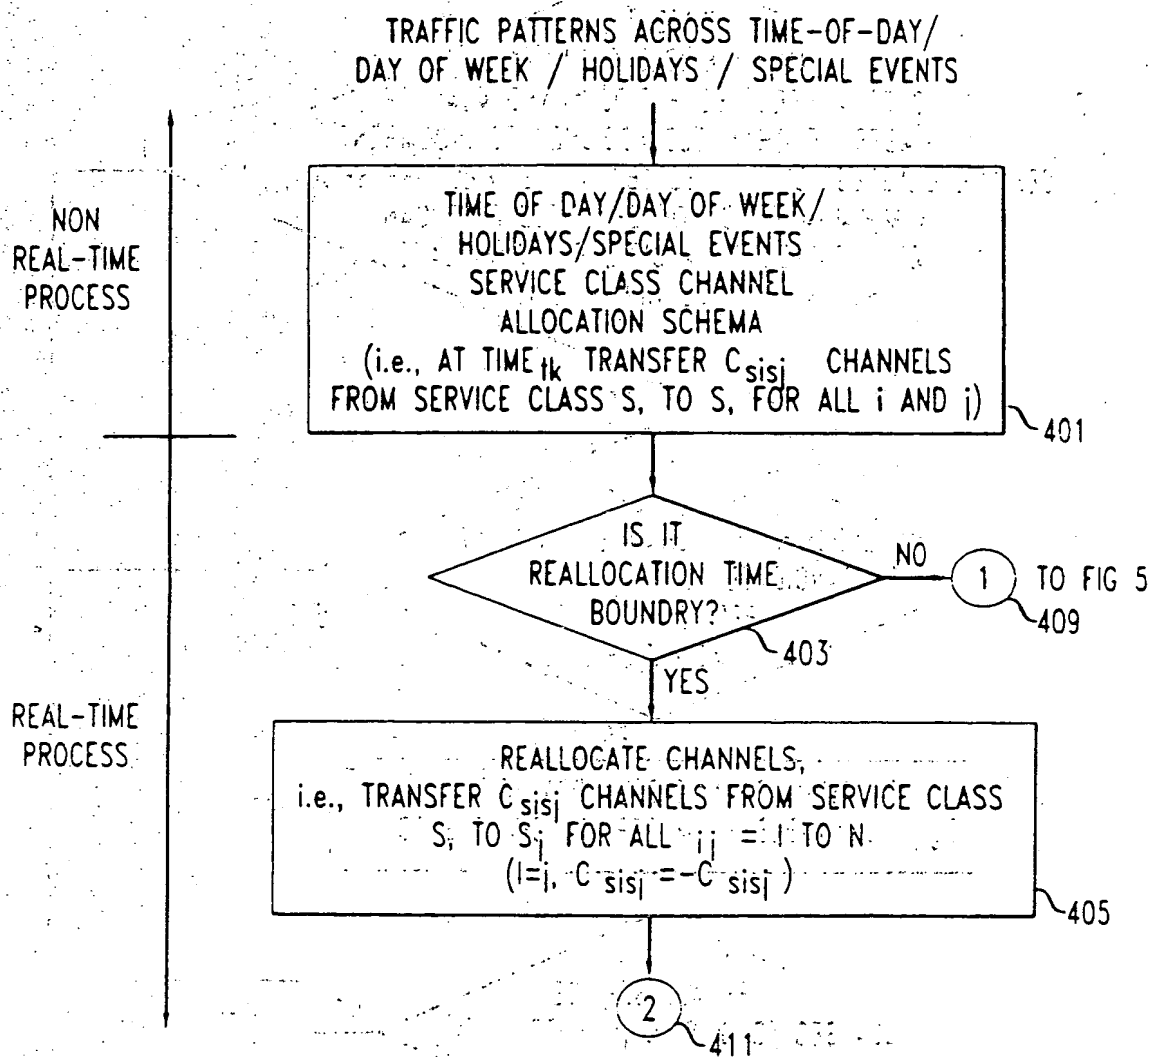 TRAFFIC PATTERNS ACROSS TIME-OF-DAY/
DAY OF WEEK / HOLIDAYS / SPECIAL EVENTS
NON
REAL-TIME
PROCESS
TIME OF DAY/DAY OF WEEK/
HOLIDAYS/SPECIAL EVENTS
SERVICE CLASS CHANNEL
ALLOCATION SCHEMA
(i.e., AT TIME tk TRANSFER C sisj CHANNELS
FROM SERVICE CLASS S, TO S, FOR ALL i AND j)
401
IS IT
REALLOCATION TIME
BOUNDRY?
403
NO
1
TO FIG 5
409
YES
REAL-TIME
PROCESS
REALLOCATE CHANNELS,
i.e., TRANSFER C sisj CHANNELS FROM SERVICE CLASS
S, TO Sj FOR ALL ij = I TO N
(I=j, C sisj =-C sisj )
405
2
411